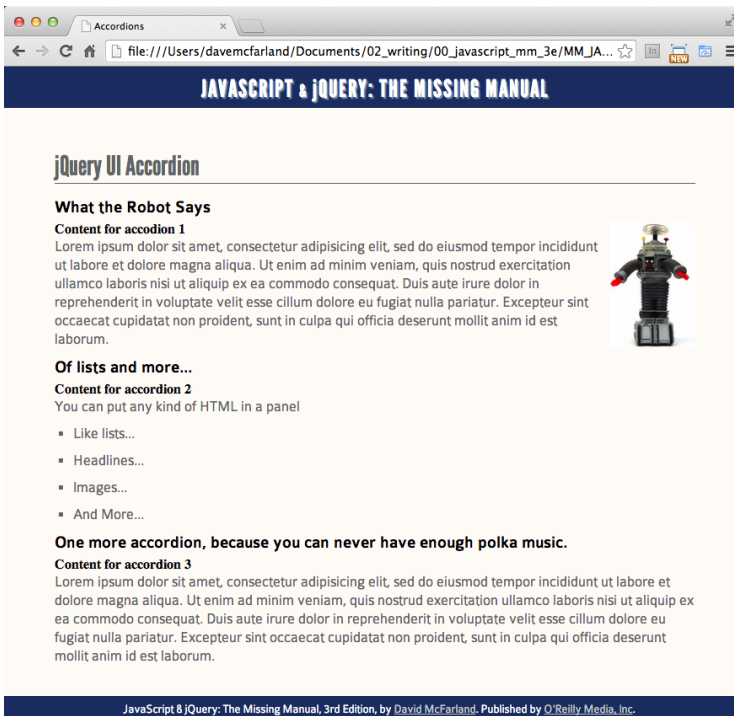 Accordions
file:///Users/davemcfarland/Documents/02_writing/00_javascript_mm_3e/MM_JA...
in
NEW
JAVASCRIPT & jQUERY: THE MISSING MANUAL
jQuery UI Accordion
What the Robot Says
Content for accodion 1
Lorem ipsum dolor sit amet, consectetur adipisicing elit, sed do eiusmod tempor incididunt
ut labore et dolore magna aliqua. Ut enim ad minim veniam, quis nostrud exercitation
ullamco laboris nisi ut aliquip ex ea commodo consequat. Duis aute irure dolor in
reprehenderit in voluptate velit esse cillum dolore eu fugiat nulla pariatur. Excepteur sint
occaecat cupidatat non proident, sunt in culpa qui officia deserunt mollit anim id est
laborum.
Of lists and more...
Content for accordion 2
You can put any kind of HTML in a panel
▪ Like lists...
▪ Headlines...
▪ Images...
▪ And More...
One more accordion, because you can never have enough polka music.
Content for accordion 3
Lorem ipsum dolor sit amet, consectetur adipisicing elit, sed do eiusmod tempor incididunt ut labore et
dolore magna aliqua. Ut enim ad minim veniam, quis nostrud exercitation ullamco laboris nisi ut aliquip ex
ea commodo consequat. Duis aute irure dolor in reprehenderit in voluptate velit esse cillum dolore eu
fugiat nulla pariatur. Excepteur sint occaecat cupidatat non proident, sunt in culpa qui officia deserunt
mollit anim id est laborum.
JavaScript & jQuery: The Missing Manual, 3rd Edition, by David McFarland. Published by O'Reilly Media, Inc.